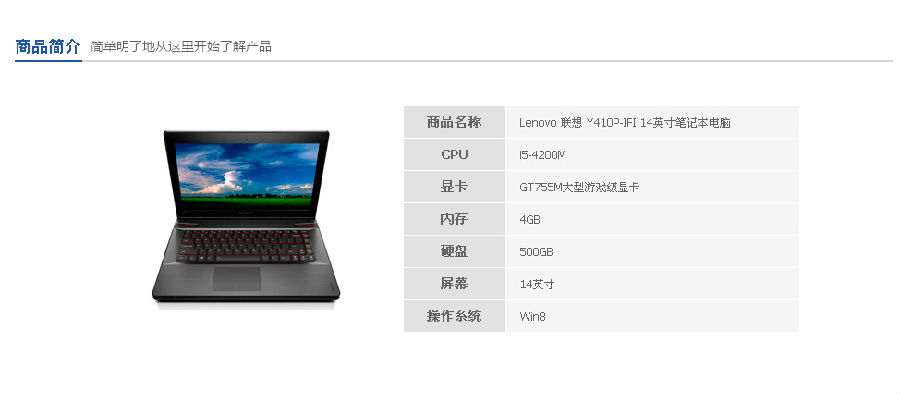 商品简介 简单明了地从这里开始了解产品
商品名称 Lenovo 联想 Y410P-IFI 14英寸笔记本电脑
CPU I5-4200M
显卡 GT755M大型游戏级显卡
内存 4GB
硬盘 500GB
屏幕 14英寸
操作系统 Win8